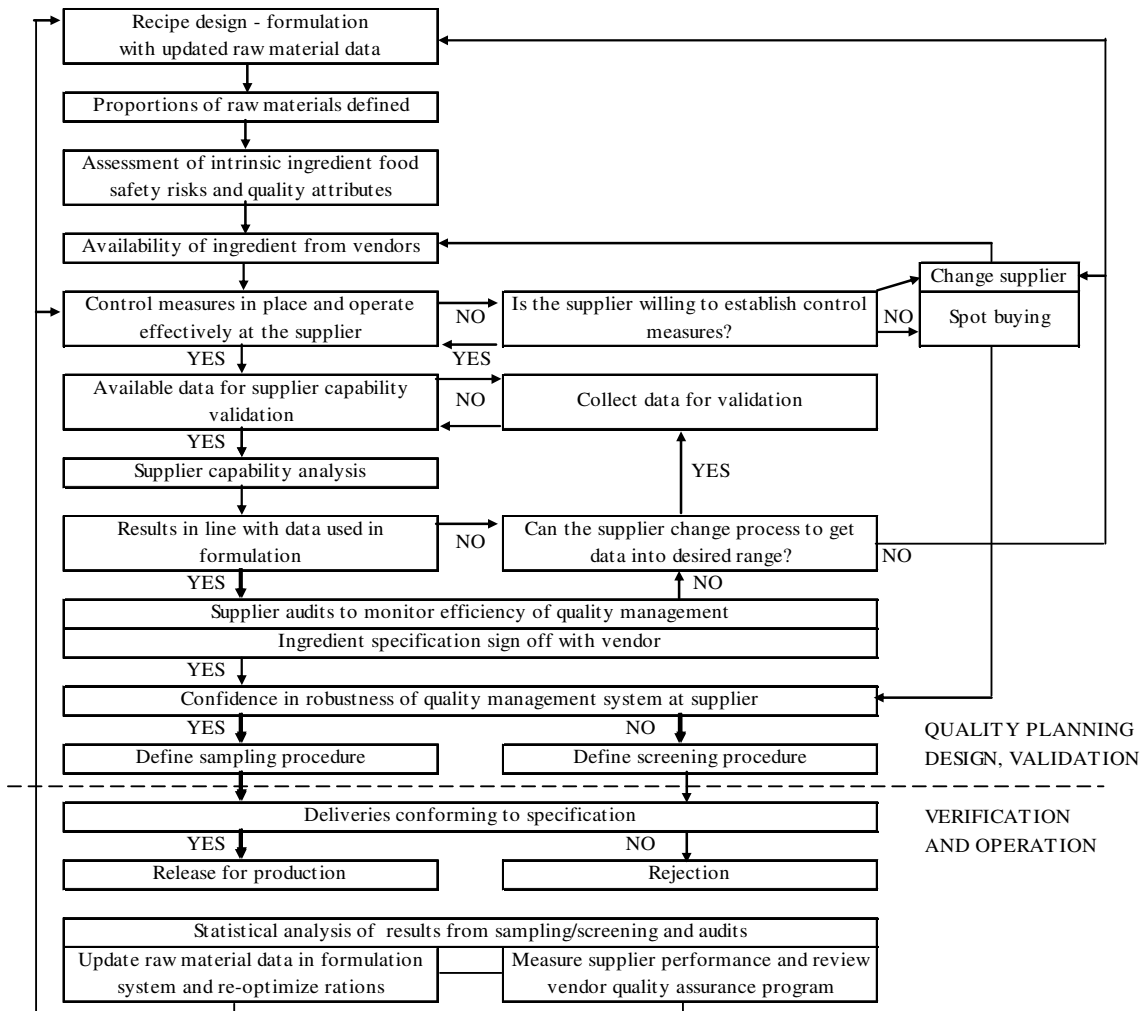 Recipe design - formulation
with updated raw material data
Proportions of raw materials defined
Assessment of intrinsic ingredient food
safety risks and quality attributes
Availability of ingredient from vendors
Change supplier
Control measures in place and operate
effectively at the supplier
NO
Is the supplier willing to establish control
measures?
NO
Spot buying
YES
YES
Available data for supplier capability
validation
NO
Collect data for validation
YES
Supplier capability analysis
YES
Results in line with data used in
formulation
NO
Can the supplier change process to get
data into desired range?
NO
YES
NO
Supplier audits to monitor efficiency of quality management
Ingredient specification sign off with vendor
YES
Confidence in robustness of quality management system at supplier
YES
NO
QUALITY PLANNING
DESIGN, VALIDATION
Define sampling procedure
Define screening procedure
Deliveries conforming to specification
VERIFICATION
AND OPERATION
YES
NO
Release for production
Rejection
Statistical analysis of results from sampling/screening and audits
Update raw material data in formulation
system and re-optimize rations
Measure supplier performance and review
vendor quality assurance program